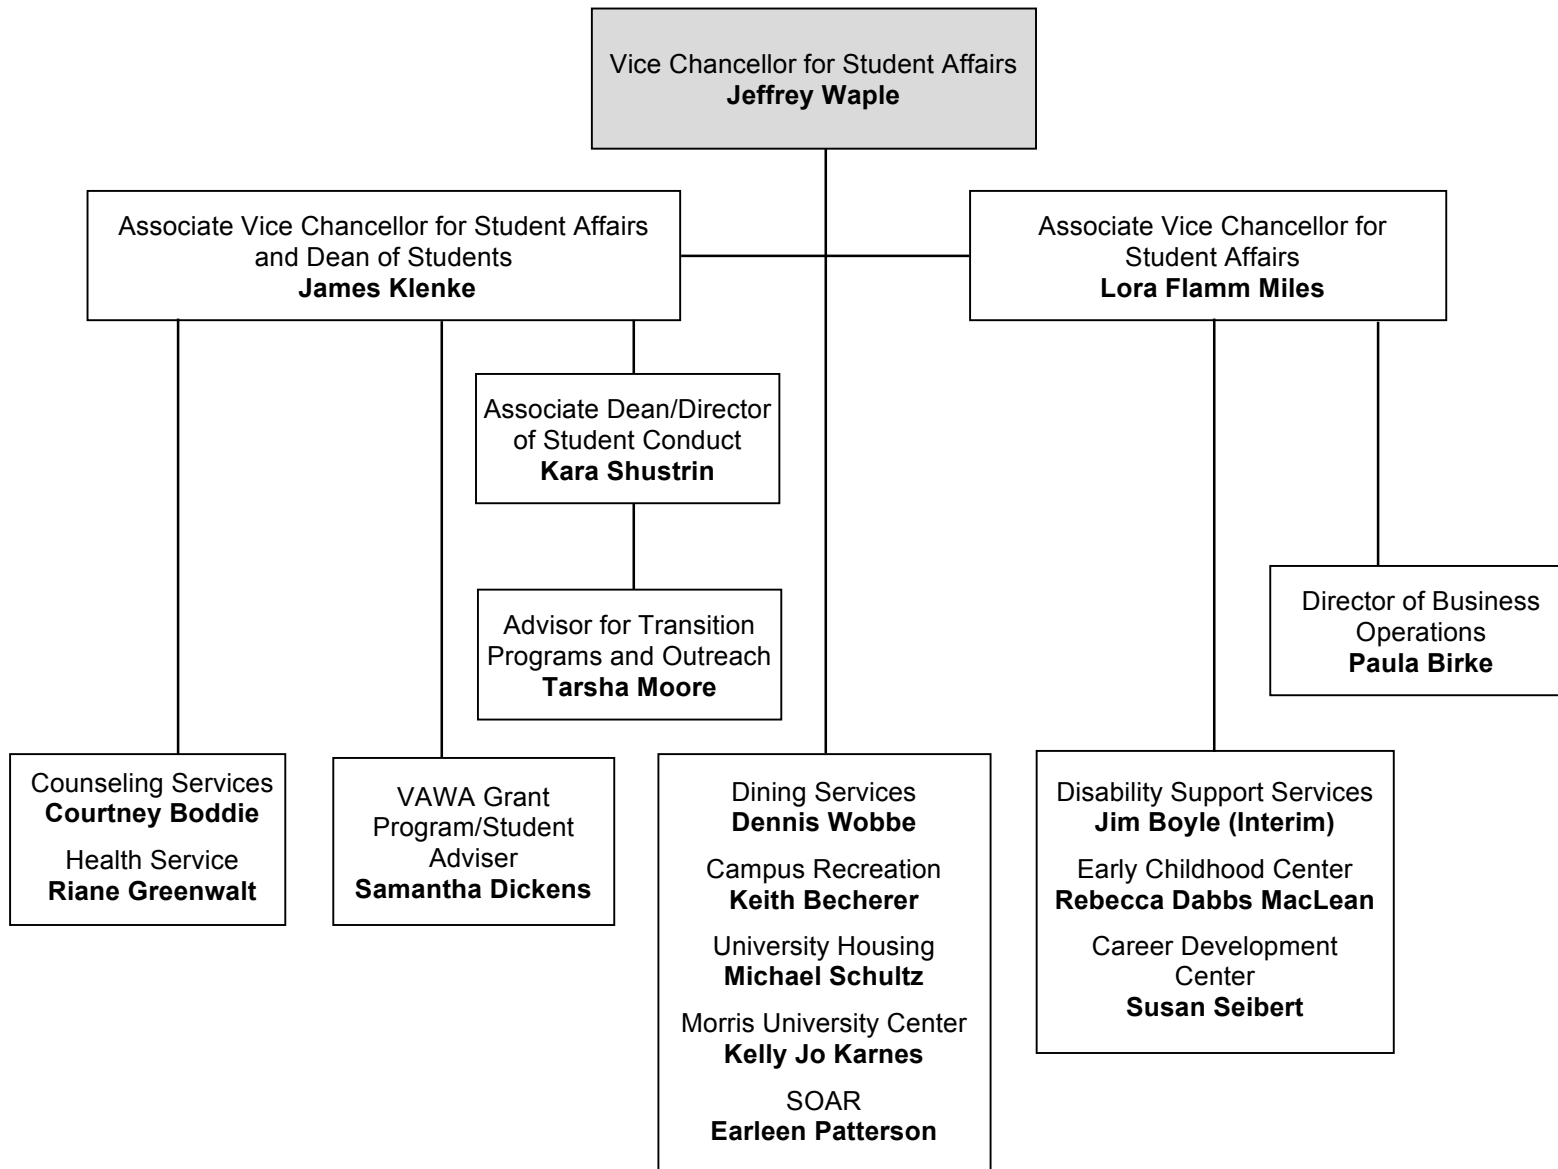 Vice Chancellor for Student Affairs
Jeffrey Waple
Associate Vice Chancellor for Student Affairs
and Dean of Students
James Klenke
Associate Vice Chancellor for
Student Affairs
Lora Flamm Miles
Associate Dean/Director
of Student Conduct
Kara Shustrin
Advisor for Transition
Programs and Outreach
Tarsha Moore
Director of Business
Operations
Paula Birke
Counseling Services
Courtney Boddie
Health Service
Riane Greenwalt
VAWA Grant
Program/Student
Adviser
Samantha Dickens
Dining Services
Dennis Wobbe
Campus Recreation
Keith Becherer
University Housing
Michael Schultz
Morris University Center
Kelly Jo Karnes
SOAR
Earleen Patterson
Disability Support Services
Jim Boyle (Interim)
Early Childhood Center
Rebecca Dabbs MacLean
Career Development
Center
Susan Seibert